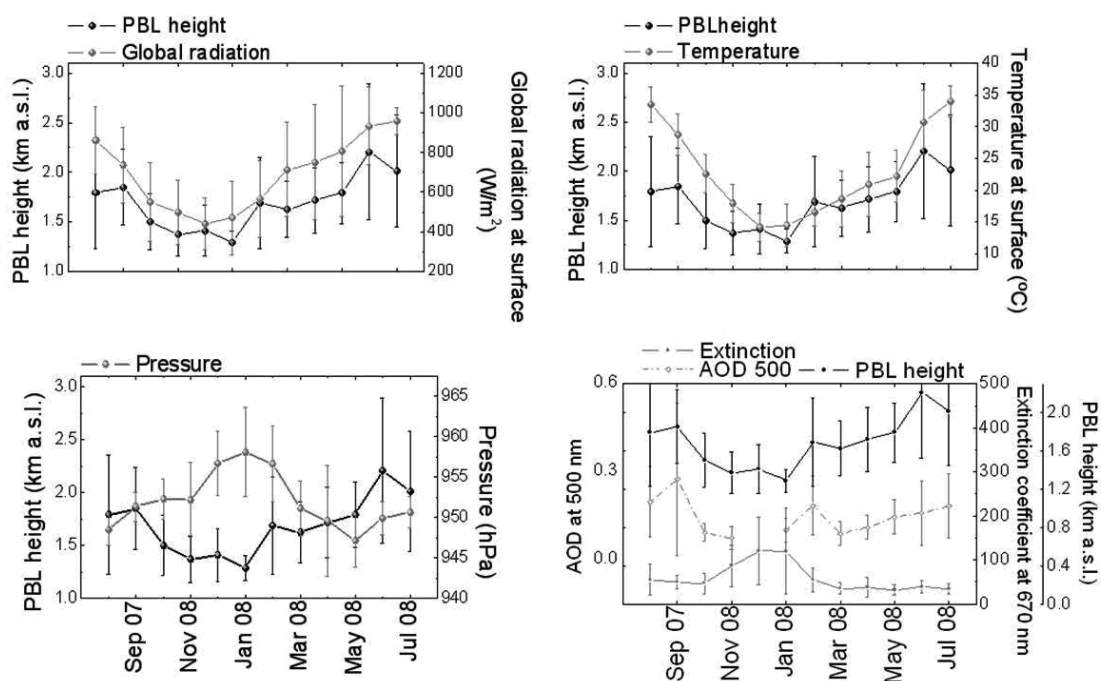 PBL height
Global radiation
PBL height (km a.s.l.)
3.0
2.5
2.0
1.5
1.0
1200
1000
800
600
400
200
Global radiation at surface
(W/m²)
PBLheight
Temperature
PBL height (km a.s.l.)
3.0
2.5
2.0
1.5
1.0
40
35
30
25
20
15
10
Temperature at surface
(ºC)
Pressure
PBL height (km a.s.l.)
3.0
2.5
2.0
1.5
1.0
965
960
955
950
945
940
Pressure (hPa)
Sep 07
Nov 08
Jan 08
Mar 08
May 08
Jul 08
Extinction
AOD 500
PBL height
AOD at 500 nm
0.6
0.3
0.0
500
400
300
200
100
0
Extinction coefficient at 670 nm
2.0
1.6
1.2
0.8
0.4
0.0
PBL height (km a.s.l.)
Sep 07
Nov 08
Jan 08
Mar 08
May 08
Jul 08